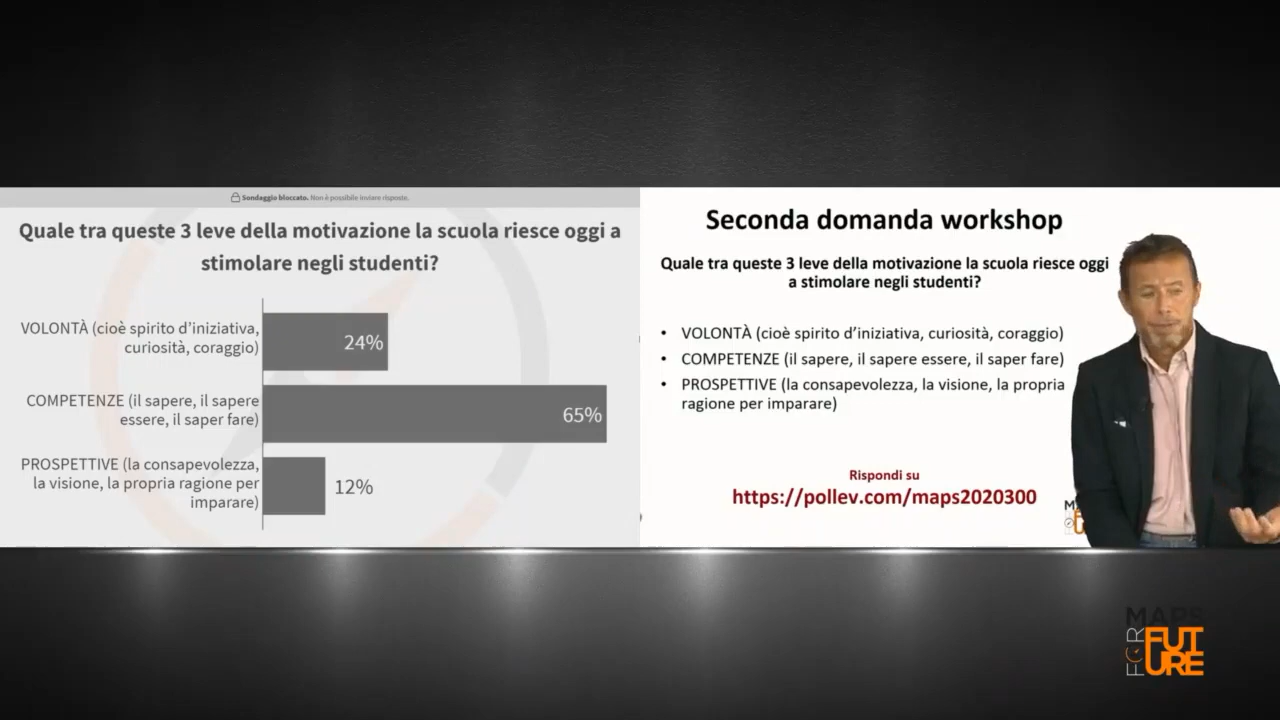 Sondaggio bloccato. Non è possibile inviare risposte.
Quale tra queste 3 leve della motivazione la scuola riesce oggi a
stimolare negli studenti?
VOLONTÀ (cioè spirito d'iniziativa,
curiosità, coraggio)
24%
COMPETENZE (il sapere, il sapere
essere, il saper fare)
65%
PROSPETTIVE (la consapevolezza,
la visione, la propria ragione per
imparare)
12%
Seconda domanda workshop
Quale tra queste 3 leve della motivazione la scuola riesce oggi
a stimolare negli studenti?
• VOLONTÀ (cioè spirito d'iniziativa, curiosità, coraggio)
• COMPETENZE (il sapere, il sapere essere, il saper fare)
• PROSPETTIVE (la consapevolezza, la visione, la propria
ragione per imparare)
Rispondi su
https://pollev.com/maps2020300
MAPS
FOR
FUT
URE